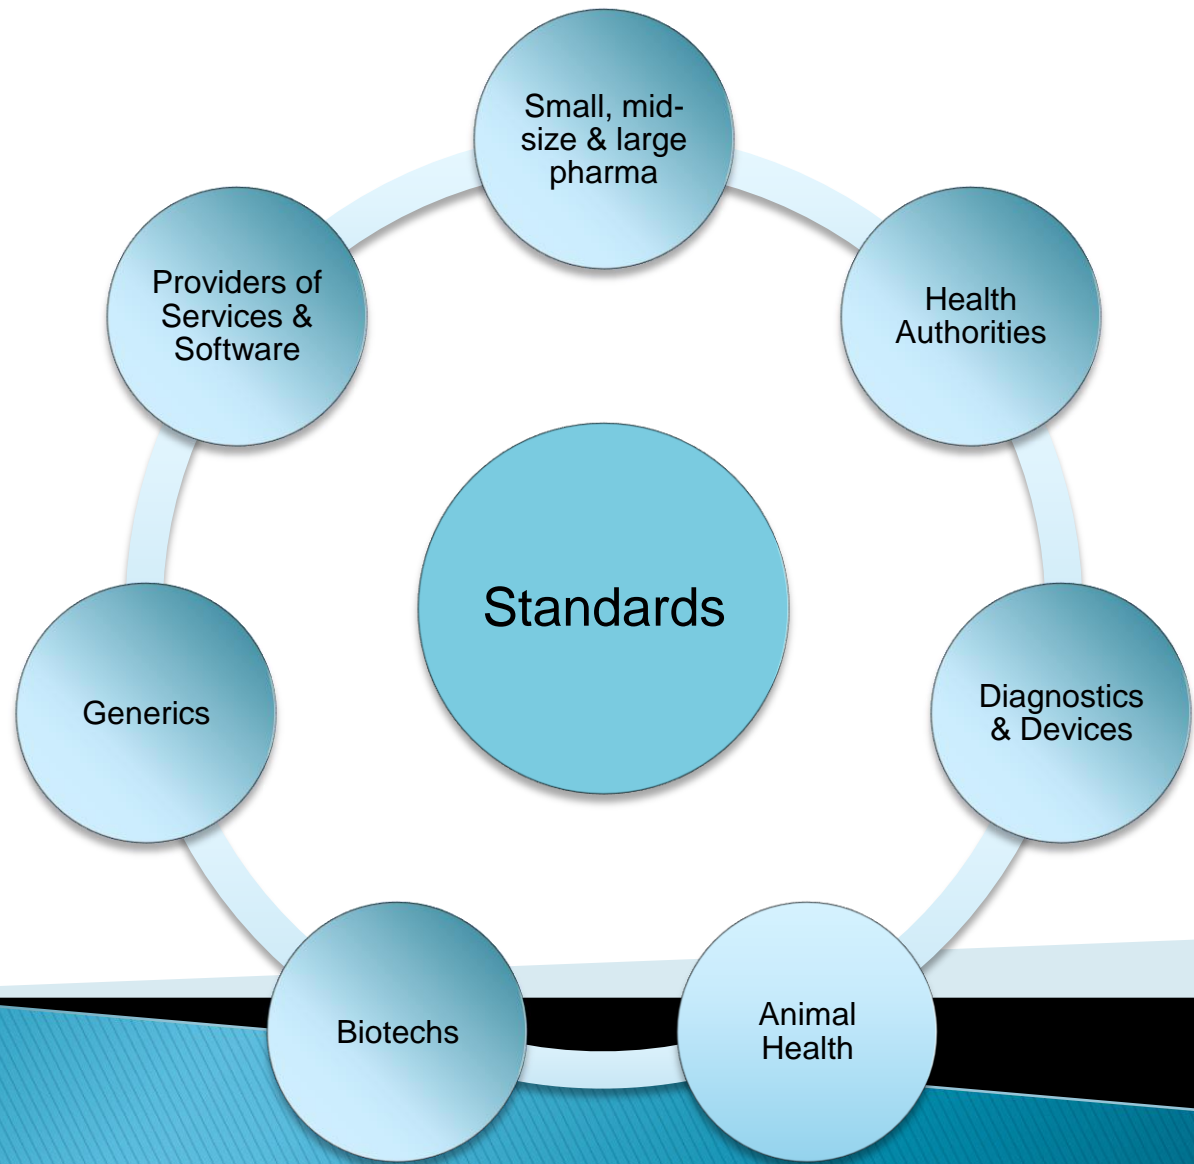 Small, mid-
size & large
pharma
Providers of
Services &
Software
Health
Authorities
Standards
Generics
Diagnostics
& Devices
Biotechs
Animal
Health